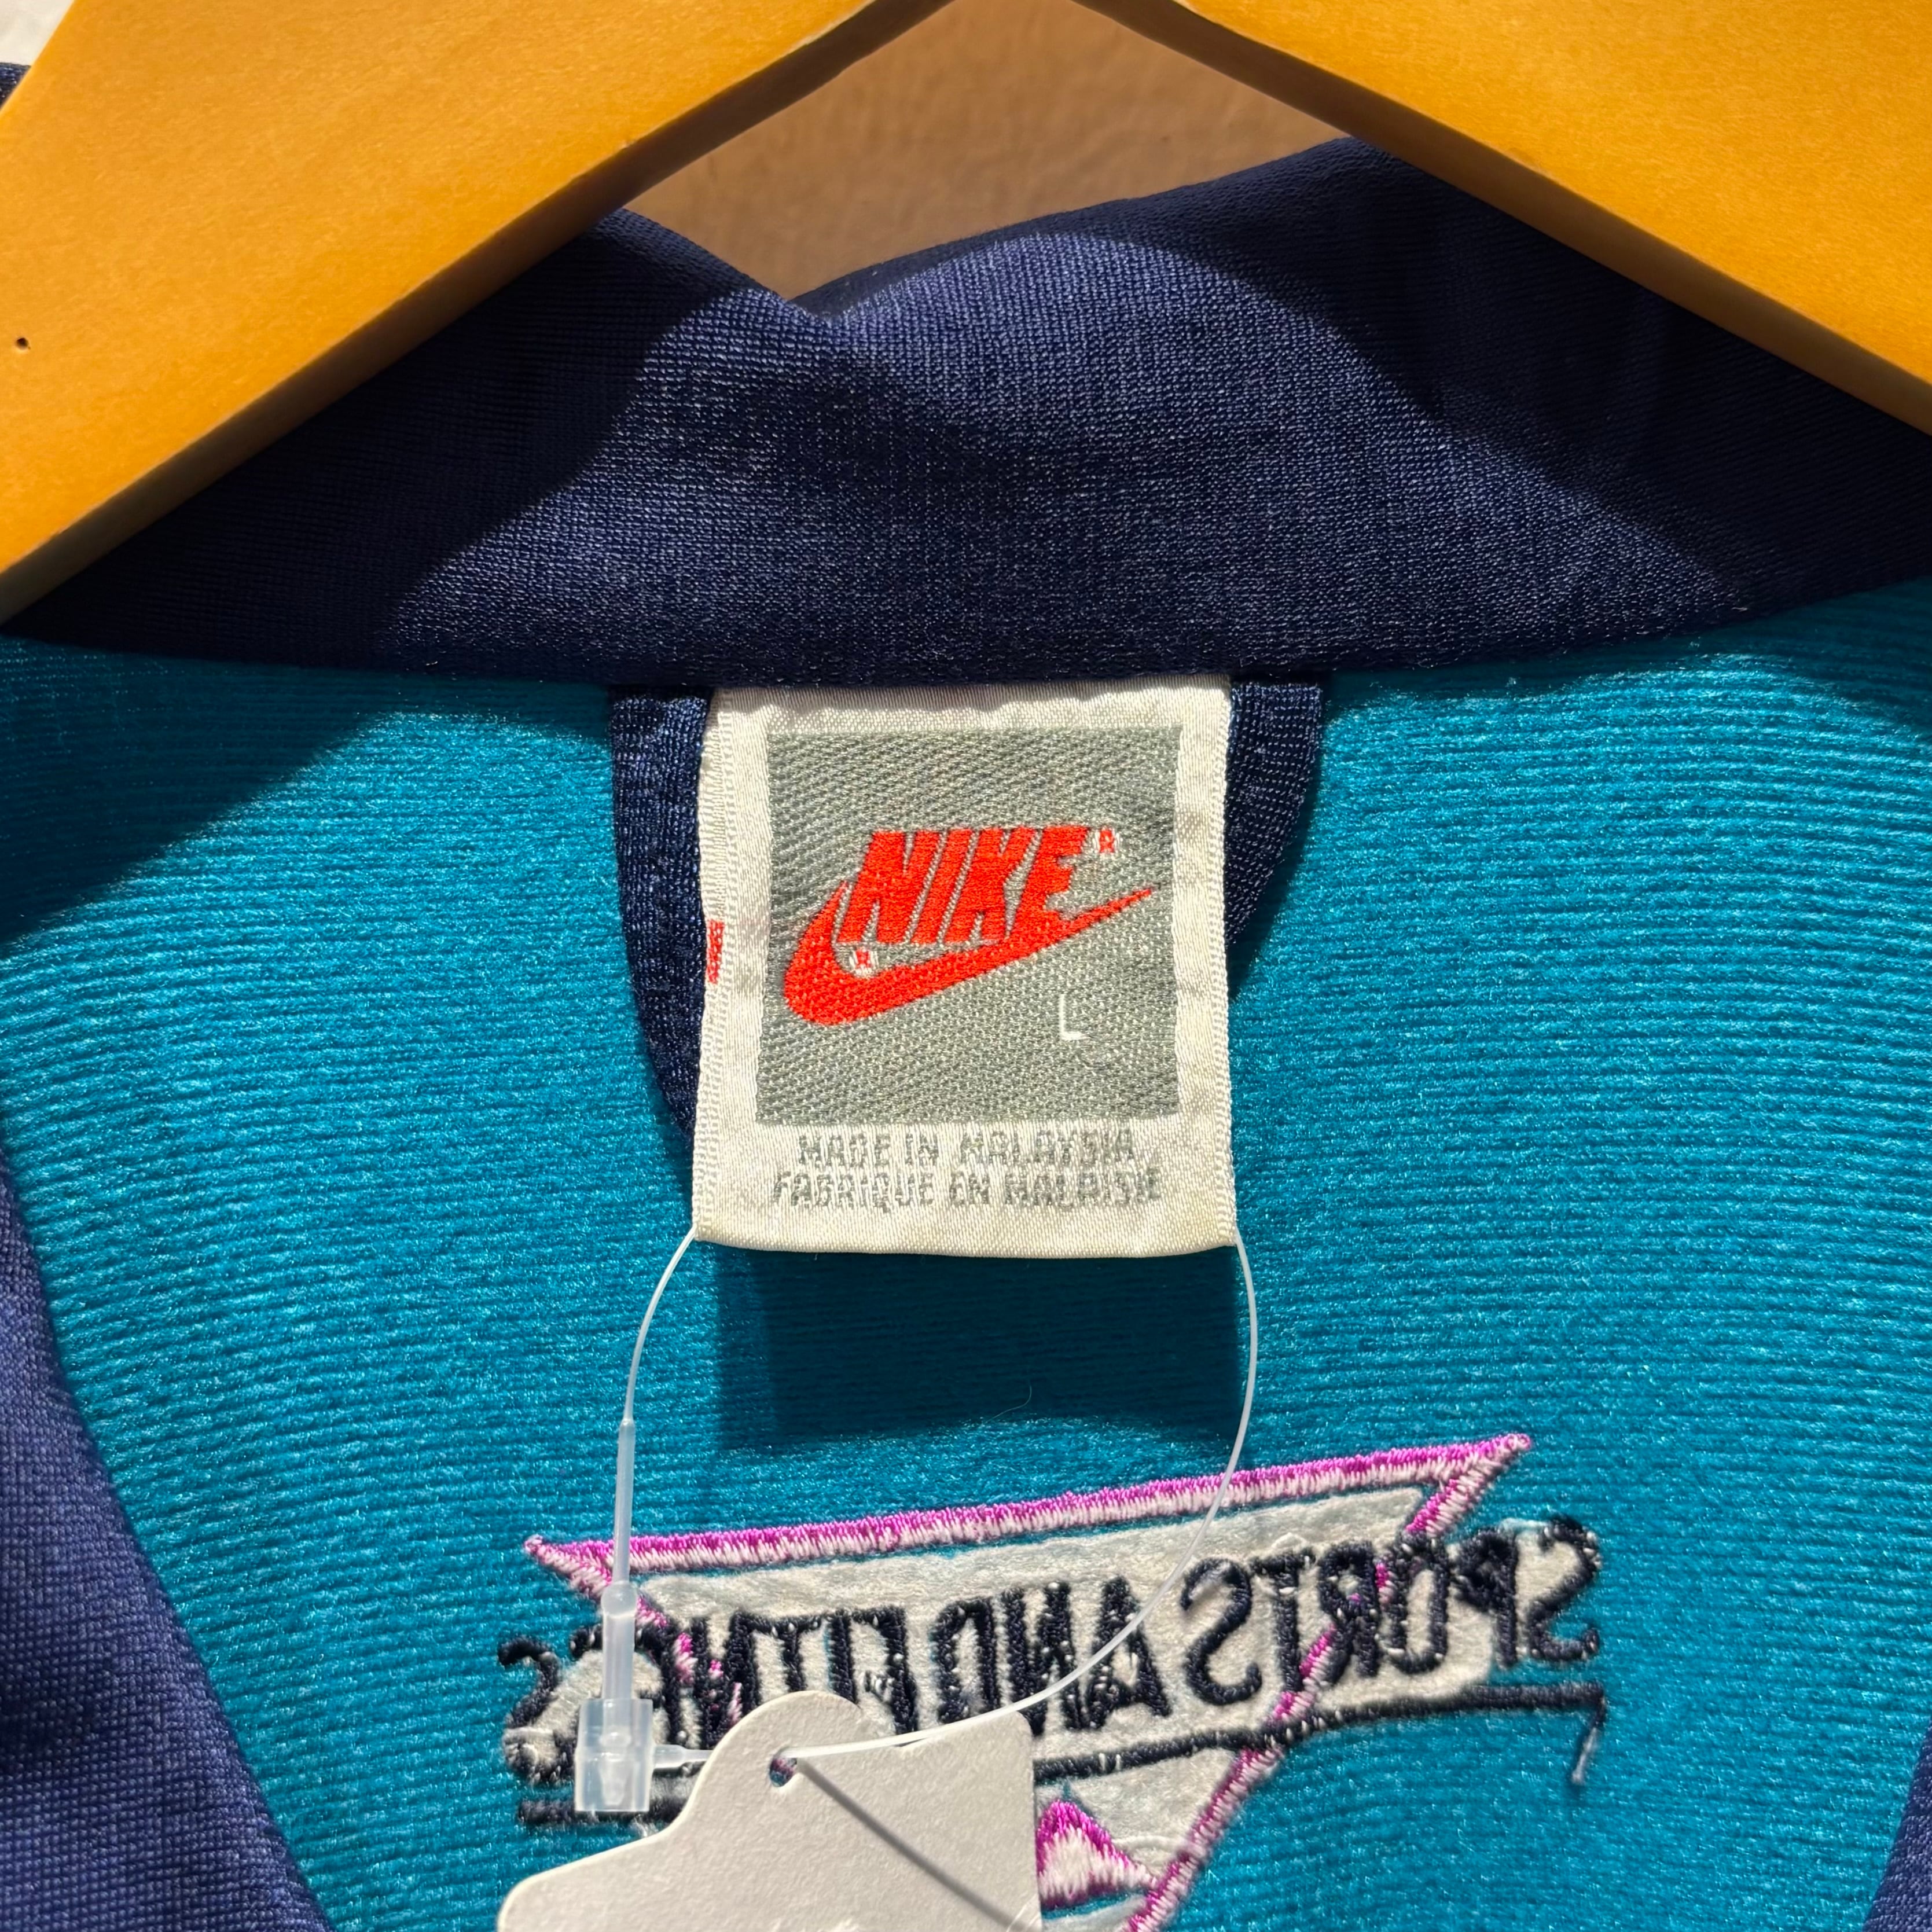 NIKE®
®
L
MADE IN MALAYSIA
FABRIQUE EN MALAISIE
SPORTS AND FITNESS